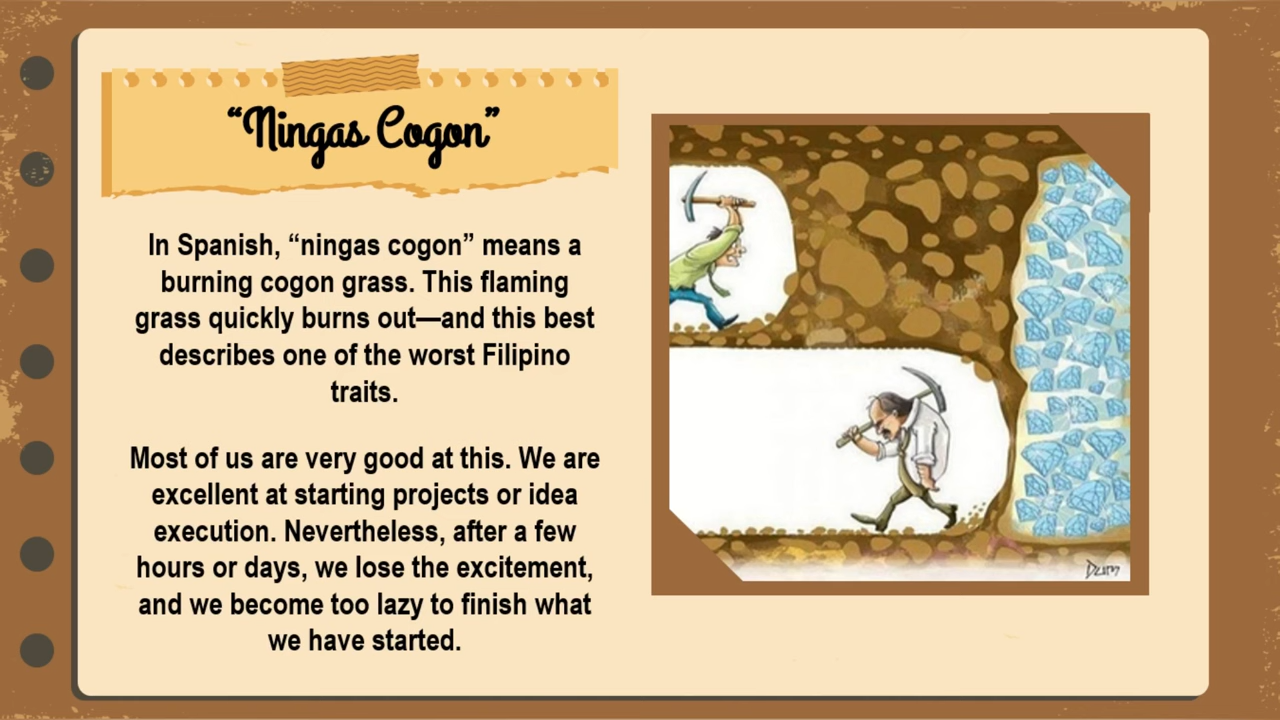 “Ningas Cogon”
In Spanish, “ningas cogon” means a
burning cogon grass. This flaming
grass quickly burns out—and this best
describes one of the worst Filipino
traits.
Most of us are very good at this. We are
excellent at starting projects or idea
execution. Nevertheless, after a few
hours or days, we lose the excitement,
and we become too lazy to finish what
we have started.
Dum